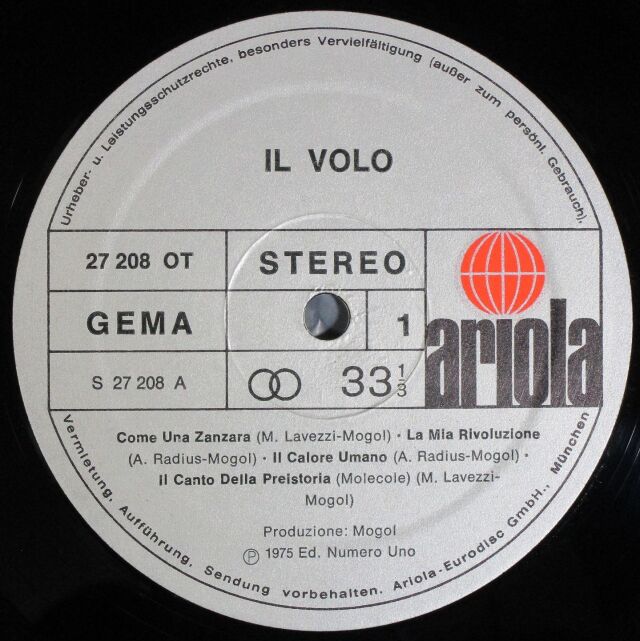 Urheber- u. Leistungsschutzrechte, besonders Vervielfältigung (außer zum persönl. Gebrauch),
IL VOLO
27 208 OT
STEREO
GEMA
1
ariola
S 27 208 A
33 1/3
Come Una Zanzara (M. Lavezzi-Mogol) · La Mia Rivoluzione
(A. Radius-Mogol) · Il Calore Umano (A. Radius-Mogol) ·
Il Canto Della Preistoria (Molecole) (M. Lavezzi-
Mogol)
Produzione: Mogol
Ⓟ 1975 Ed. Numero Uno
Vermietung, Aufführung, Sendung vorbehalten. Ariola-Eurodisc GmbH., München